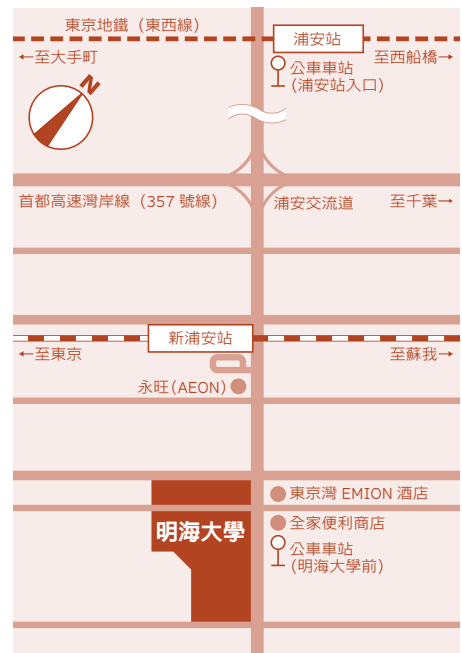 東京地鐵（東西線）
浦安站
←至大手町
至西船橋→
公車車站
(浦安站入口)
N
首都高速灣岸線（357 號線）
浦安交流道
至千葉→
新浦安站
←至東京
至蘇我→
永旺(AEON)
東京灣 EMION 酒店
全家便利商店
明海大學
公車車站
(明海大學前)